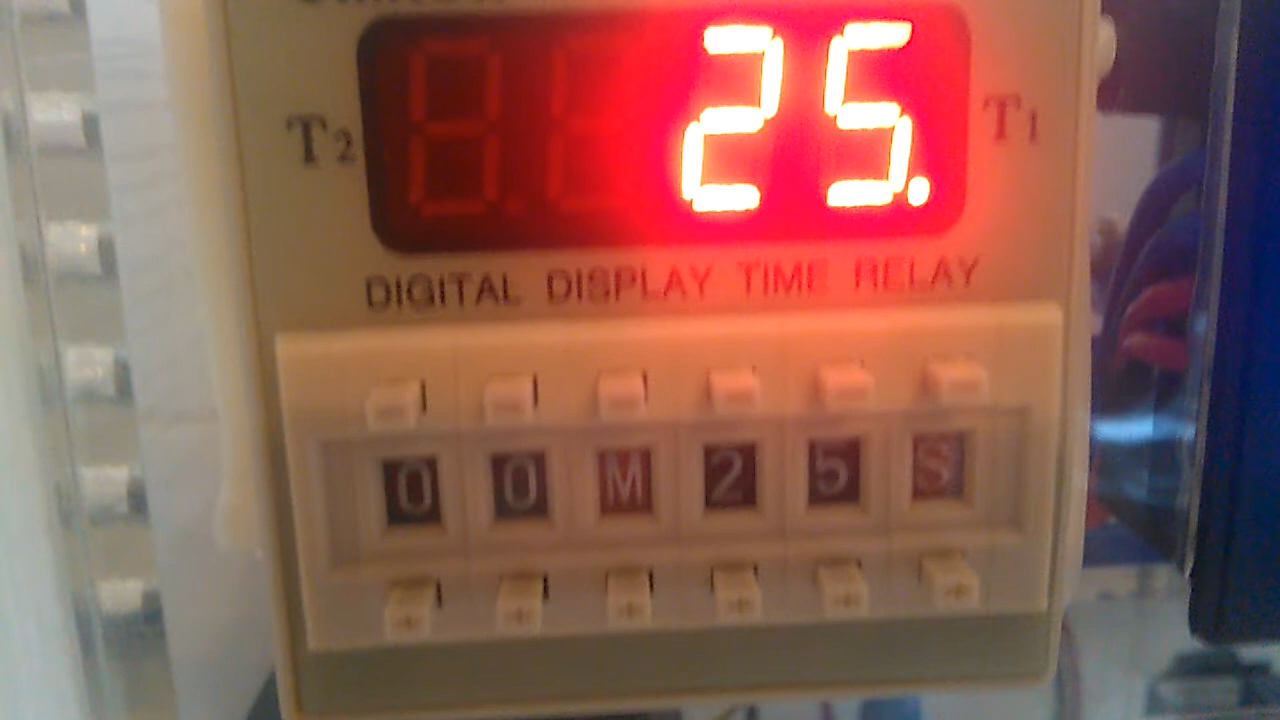 T2 25. T1
DIGITAL DISPLAY TIME RELAY
0 0 M 2 5 S
+ + + + + +